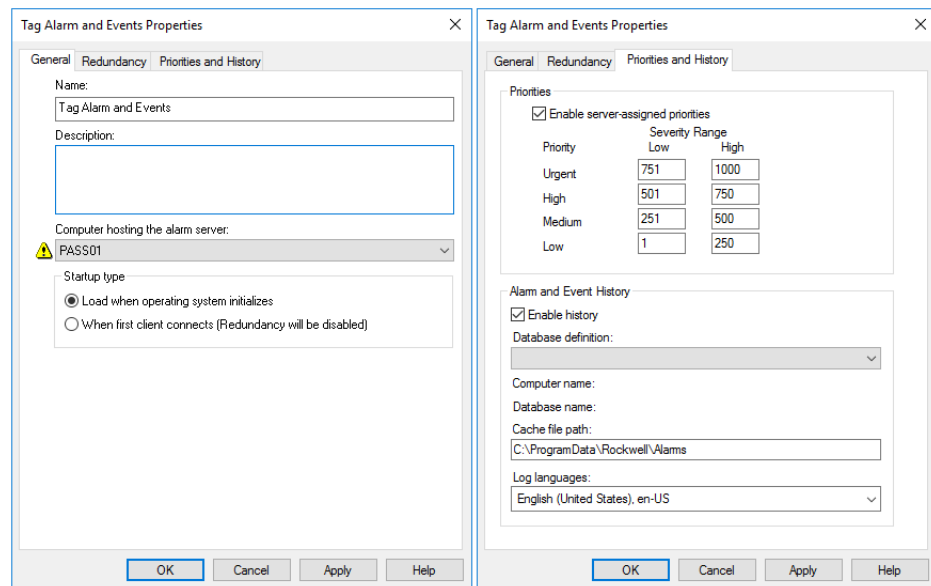 Tag Alarm and Events Properties
General Redundancy Priorities and History
Name:
Tag Alarm and Events
Description:
Computer hosting the alarm server:
PASS01
Startup type
Load when operating system initializes
When first client connects (Redundancy will be disabled)
OK Cancel Apply Help
Tag Alarm and Events Properties
General Redundancy Priorities and History
Priorities
Enable server-assigned priorities
Severity Range
Priority Low High
Urgent 751 1000
High 501 750
Medium 251 500
Low 1 250
Alarm and Event History
Enable history
Database definition:
Computer name:
Database name:
Cache file path:
C:\ProgramData\Rockwell\Alarms
Log languages:
English (United States), en-US
OK Cancel Apply Help